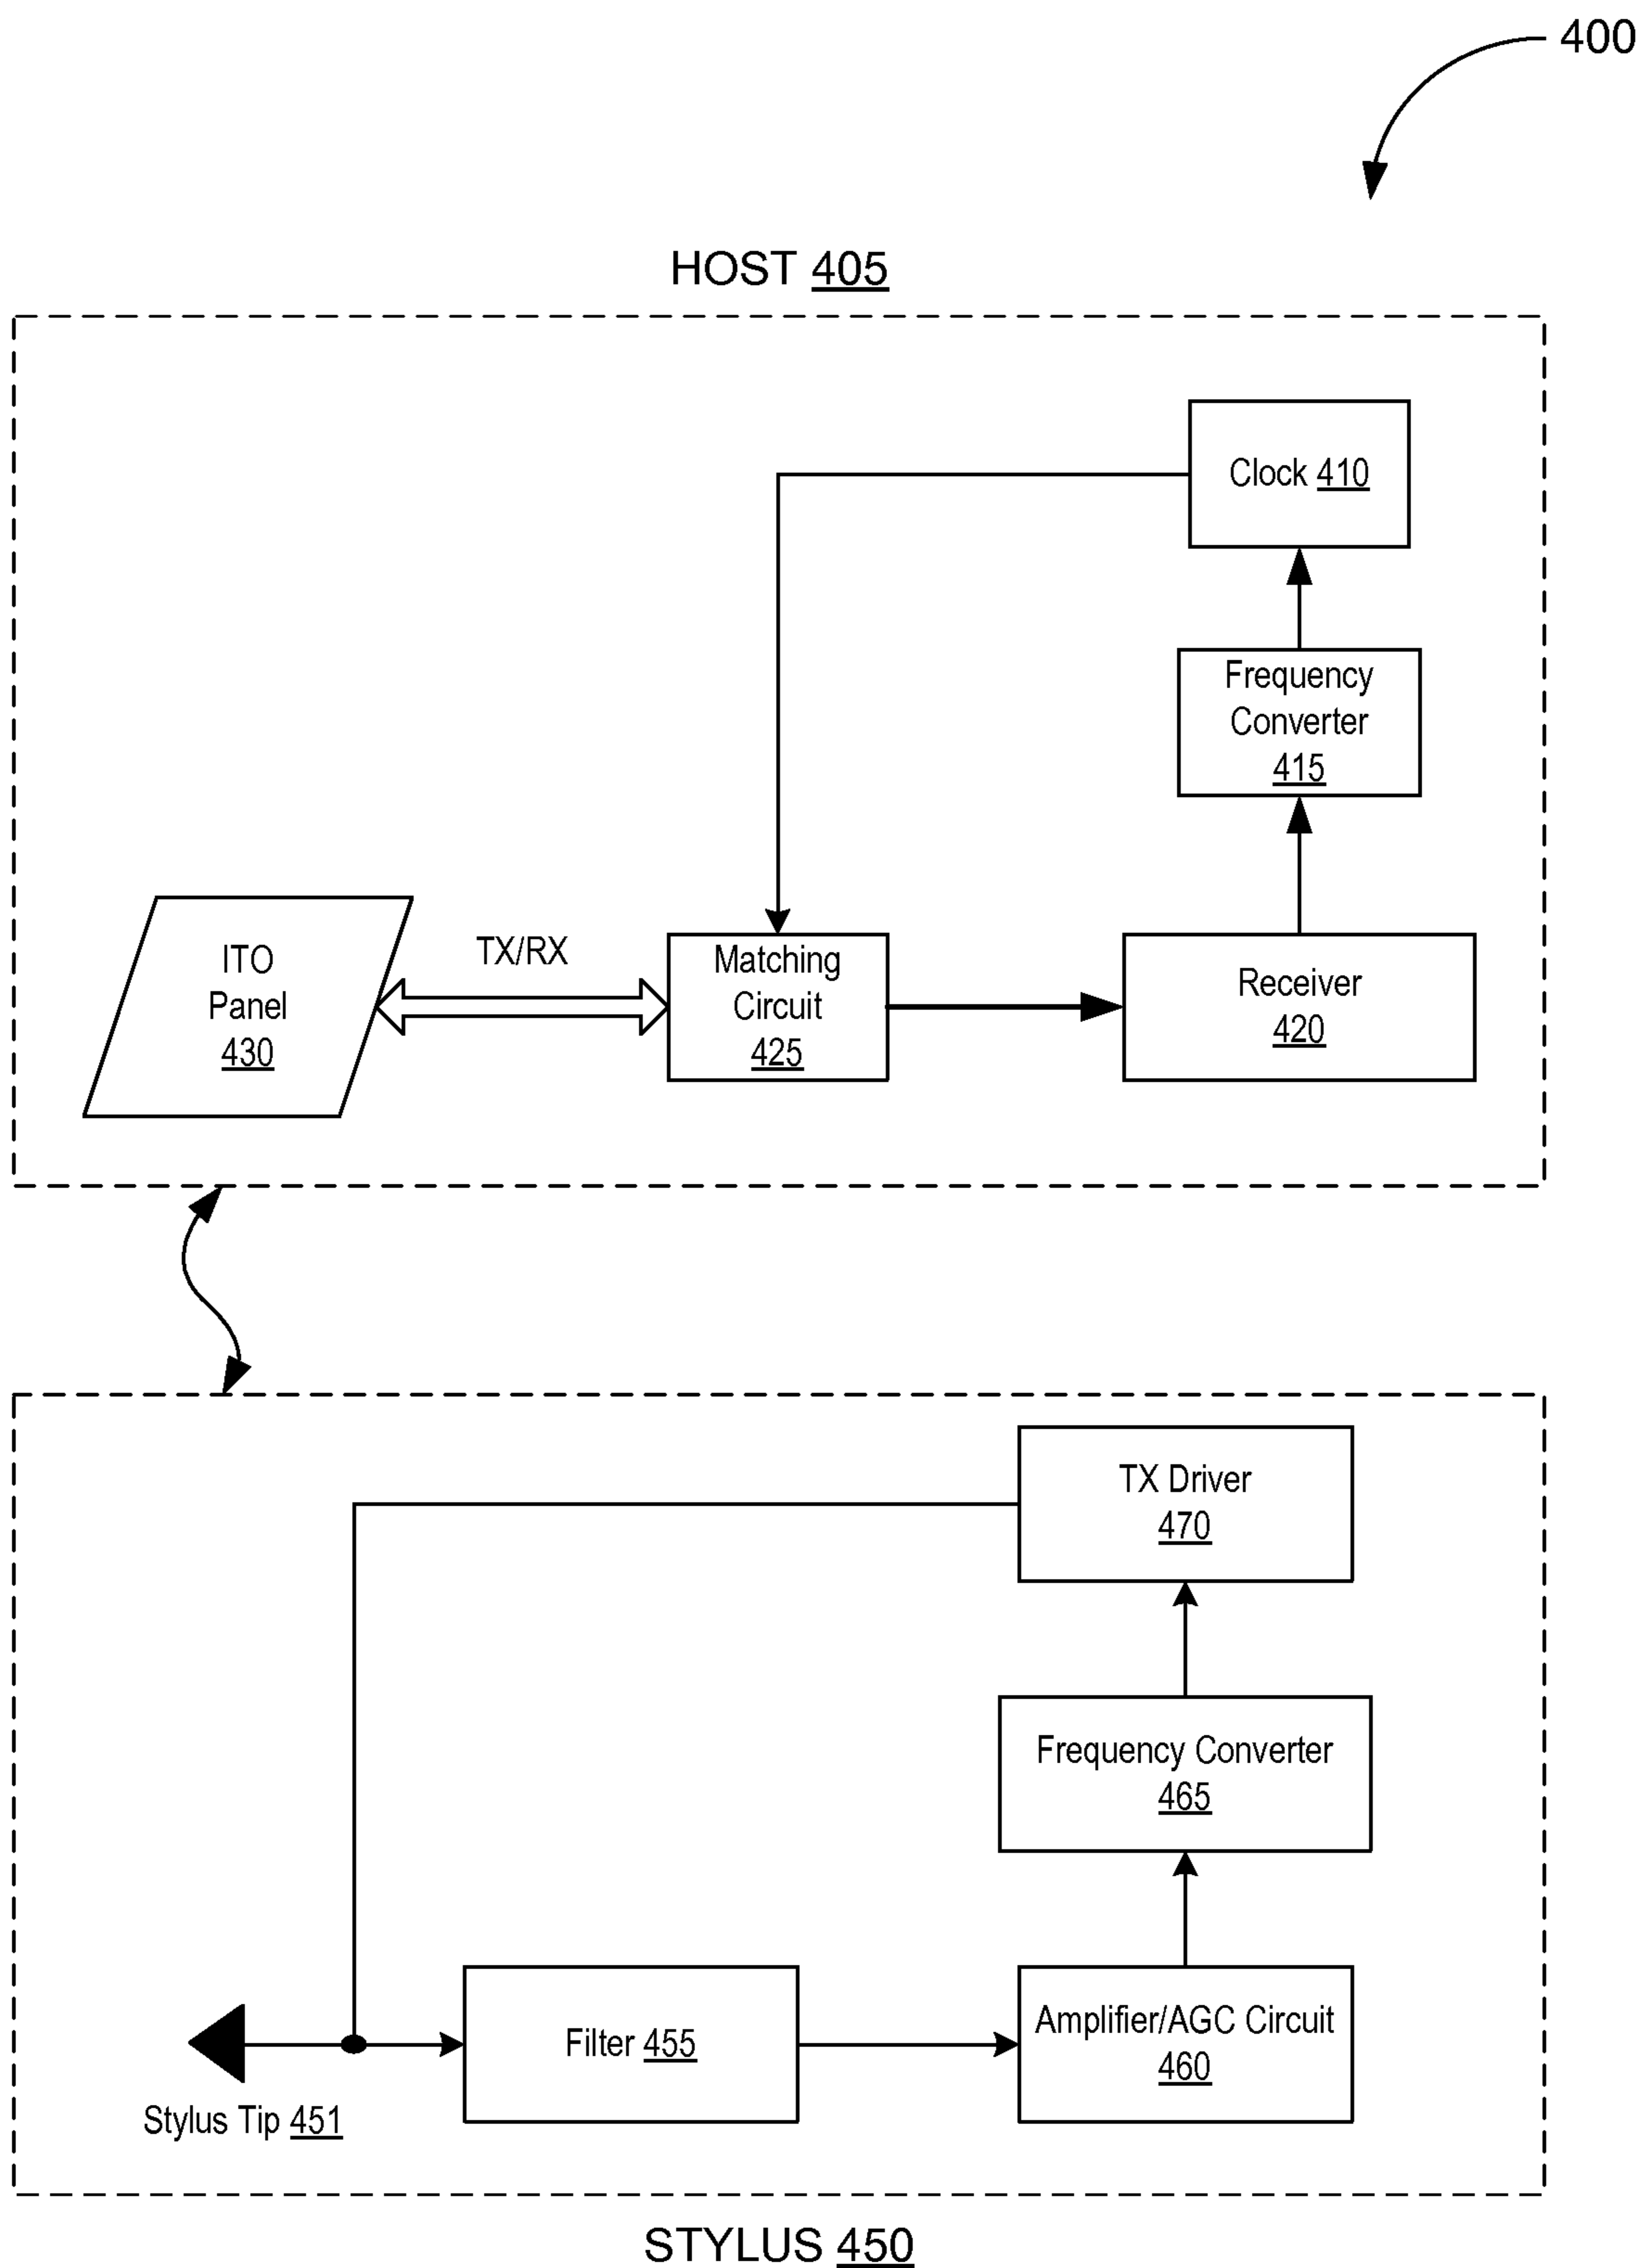 400
HOST 405
Clock 410
Frequency
Converter
415
ITO
Panel
430
TX/RX
Matching
Circuit
425
Receiver
420
TX Driver
470
Frequency Converter
465
Filter 455
Amplifier/AGC Circuit
460
Stylus Tip 451
STYLUS 450